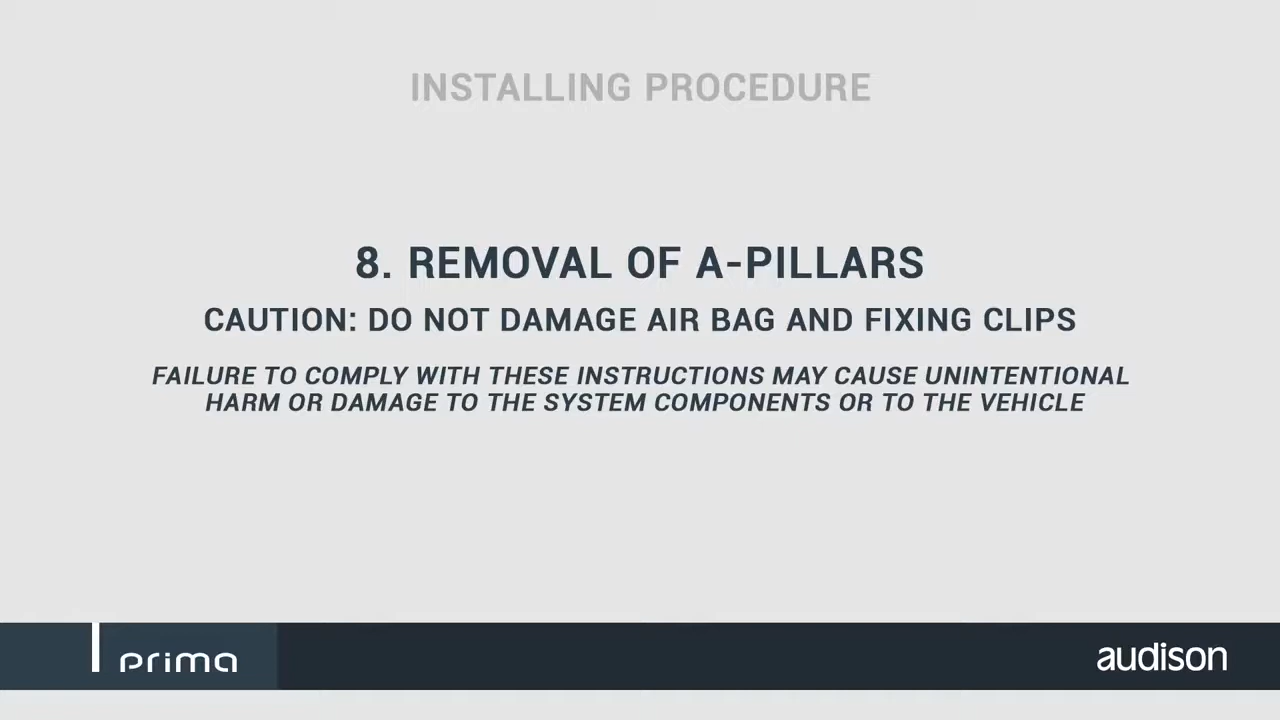 INSTALLING PROCEDURE
8. REMOVAL OF A-PILLARS
CAUTION: DO NOT DAMAGE AIR BAG AND FIXING CLIPS
FAILURE TO COMPLY WITH THESE INSTRUCTIONS MAY CAUSE UNINTENTIONAL
HARM OR DAMAGE TO THE SYSTEM COMPONENTS OR TO THE VEHICLE
prima
audison